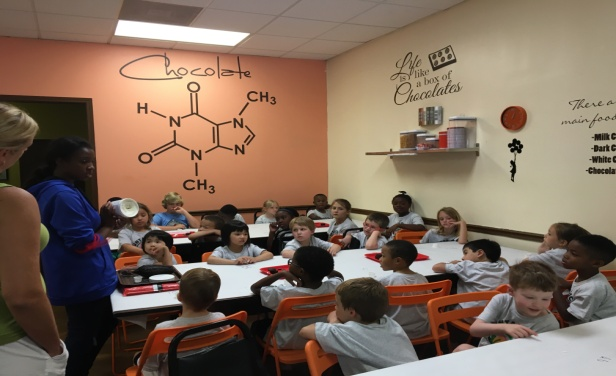 Chocolate
O
CH₃
H
N
N
N
N
O
CH₃
Life
is like
a box
of
Chocolates
There a
main foo
-Milk C
-Dark C
-White C
-Chocola